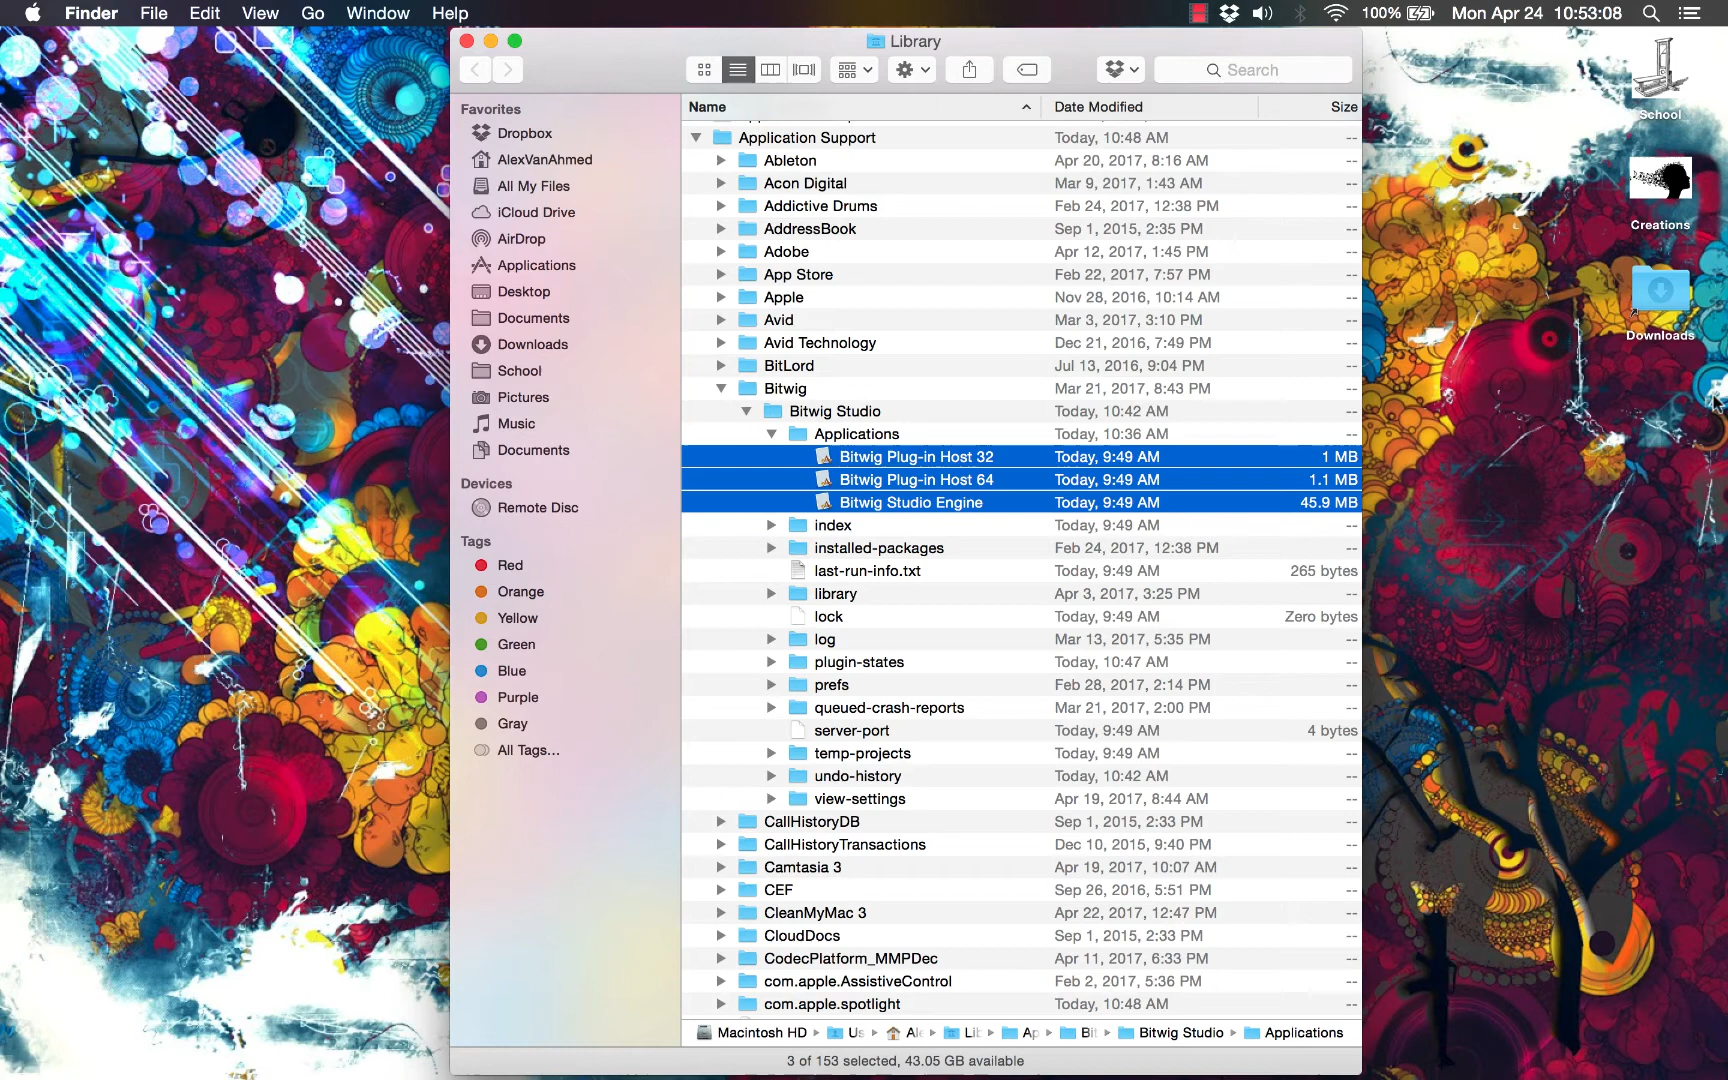 Finder File Edit View Go Window Help 100% Mon Apr 24 10:53:08
Library
Search
Favorites
Dropbox
AlexVanAhmed
All My Files
iCloud Drive
AirDrop
Applications
Desktop
Documents
Downloads
School
Pictures
Music
Documents
Devices
Remote Disc
Tags
Red
Orange
Yellow
Green
Blue
Purple
Gray
All Tags...
Name Date Modified Size
Application Support Today, 10:48 AM --
Ableton Apr 20, 2017, 8:16 AM --
Acon Digital Mar 9, 2017, 1:43 AM --
Addictive Drums Feb 24, 2017, 12:38 PM --
AddressBook Sep 1, 2015, 2:35 PM --
Adobe Apr 12, 2017, 1:45 PM --
App Store Feb 22, 2017, 7:57 PM --
Apple Nov 28, 2016, 10:14 AM --
Avid Mar 3, 2017, 3:10 PM --
Avid Technology Dec 21, 2016, 7:49 PM --
BitLord Jul 13, 2016, 9:04 PM --
Bitwig Mar 21, 2017, 8:43 PM --
Bitwig Studio Today, 10:42 AM --
Applications Today, 10:36 AM --
Bitwig Plug-in Host 32 Today, 9:49 AM 1 MB
Bitwig Plug-in Host 64 Today, 9:49 AM 1.1 MB
Bitwig Studio Engine Today, 9:49 AM 45.9 MB
index Today, 9:49 AM --
installed-packages Feb 24, 2017, 12:38 PM --
last-run-info.txt Today, 9:49 AM 265 bytes
library Apr 3, 2017, 3:25 PM --
lock Today, 9:49 AM Zero bytes
log Mar 13, 2017, 5:35 PM --
plugin-states Today, 10:47 AM --
prefs Feb 28, 2017, 2:14 PM --
queued-crash-reports Mar 21, 2017, 2:00 PM --
server-port Today, 9:49 AM 4 bytes
temp-projects Today, 9:49 AM --
undo-history Today, 10:42 AM --
view-settings Apr 19, 2017, 8:44 AM --
CallHistoryDB Sep 1, 2015, 2:33 PM --
CallHistoryTransactions Dec 10, 2015, 9:40 PM --
Camtasia 3 Apr 19, 2017, 10:07 AM --
CEF Sep 26, 2016, 5:51 PM --
CleanMyMac 3 Apr 22, 2017, 12:47 PM --
CloudDocs Sep 1, 2015, 2:33 PM --
CodecPlatform_MMPDec Apr 11, 2017, 6:33 PM --
com.apple.AssistiveControl Feb 2, 2017, 5:36 PM --
com.apple.spotlight Today, 10:48 AM --
Macintosh HD Us Ale Lib Ap Bit Bitwig Studio Applications
3 of 153 selected, 43.05 GB available
School
Creations
Downloads